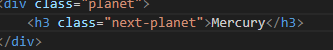 <div class="planet">
<h3 class="next-planet">Mercury</h3>
</div>